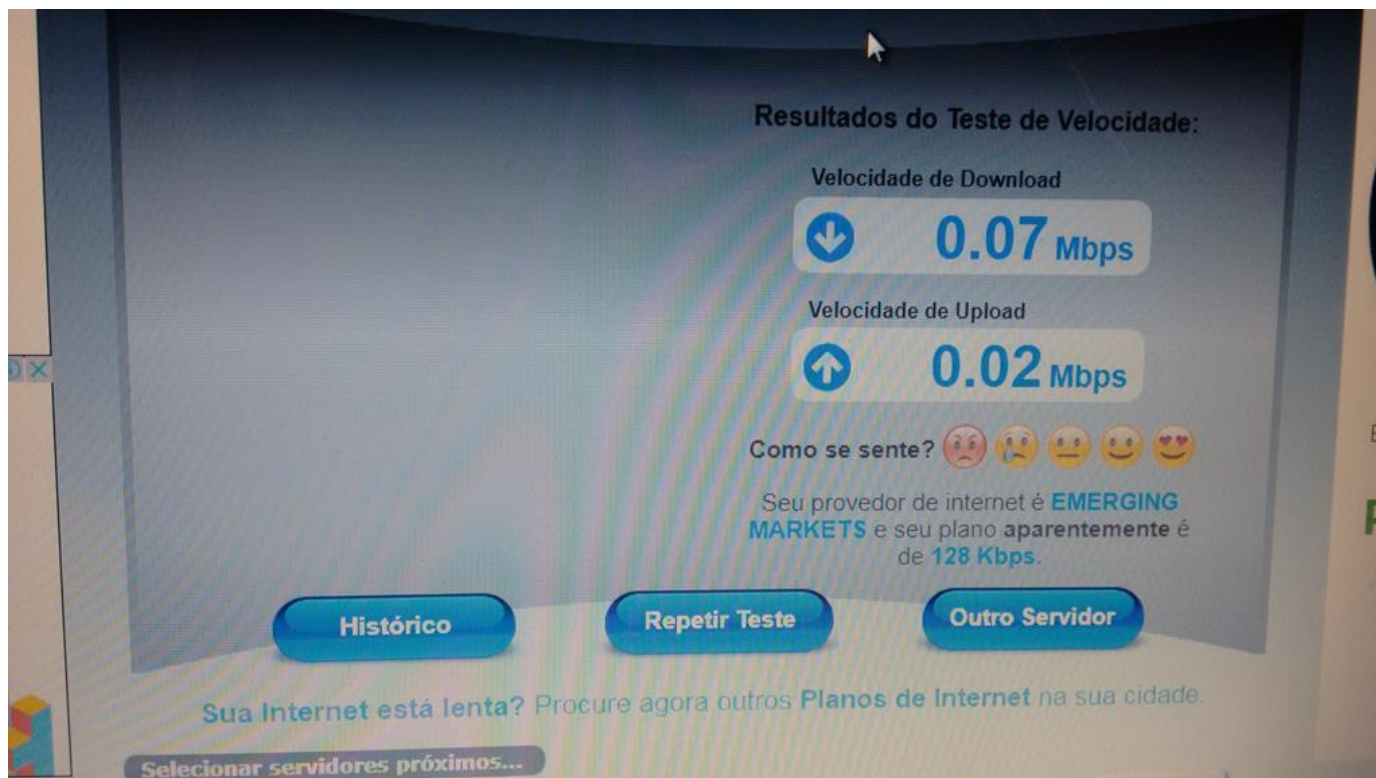 Resultados do Teste de Velocidade:
Velocidade de Download
0.07 Mbps
Velocidade de Upload
0.02 Mbps
Como se sente?
Seu provedor de internet é EMERGING
MARKETS e seu plano aparentemente é
de 128 Kbps.
Histórico
Repetir Teste
Outro Servidor
Sua Internet está lenta? Procure agora outros Planos de Internet na sua cidade.
Selecionar servidores próximos...